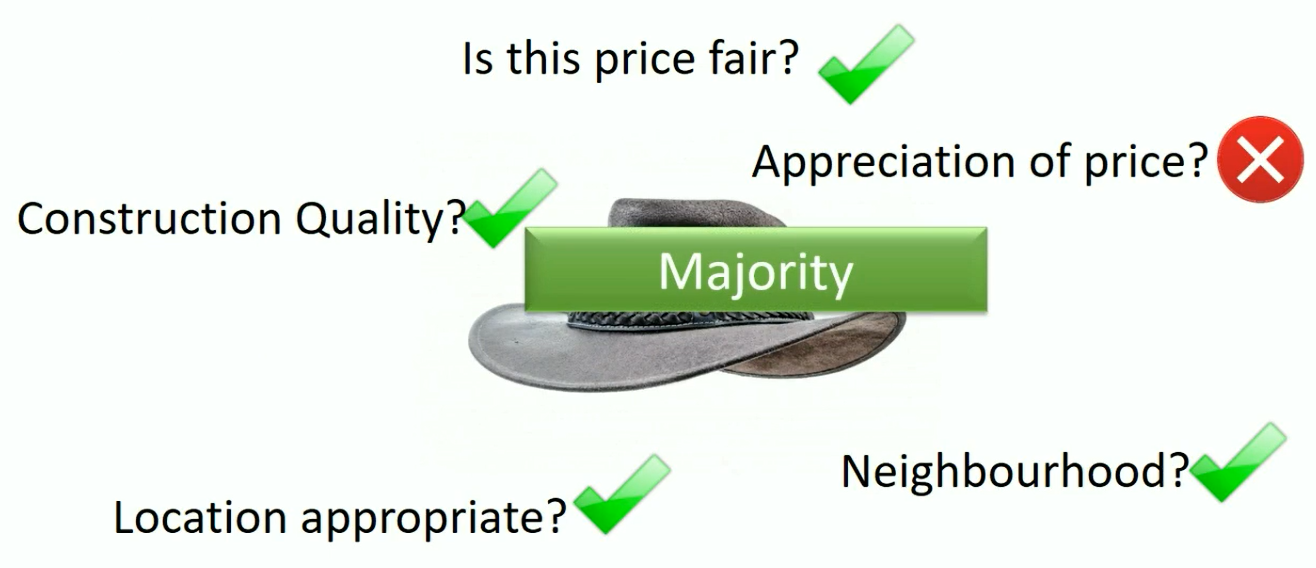 Is this price fair?
Appreciation of price?
Construction Quality?
Majority
Neighbourhood?
Location appropriate?